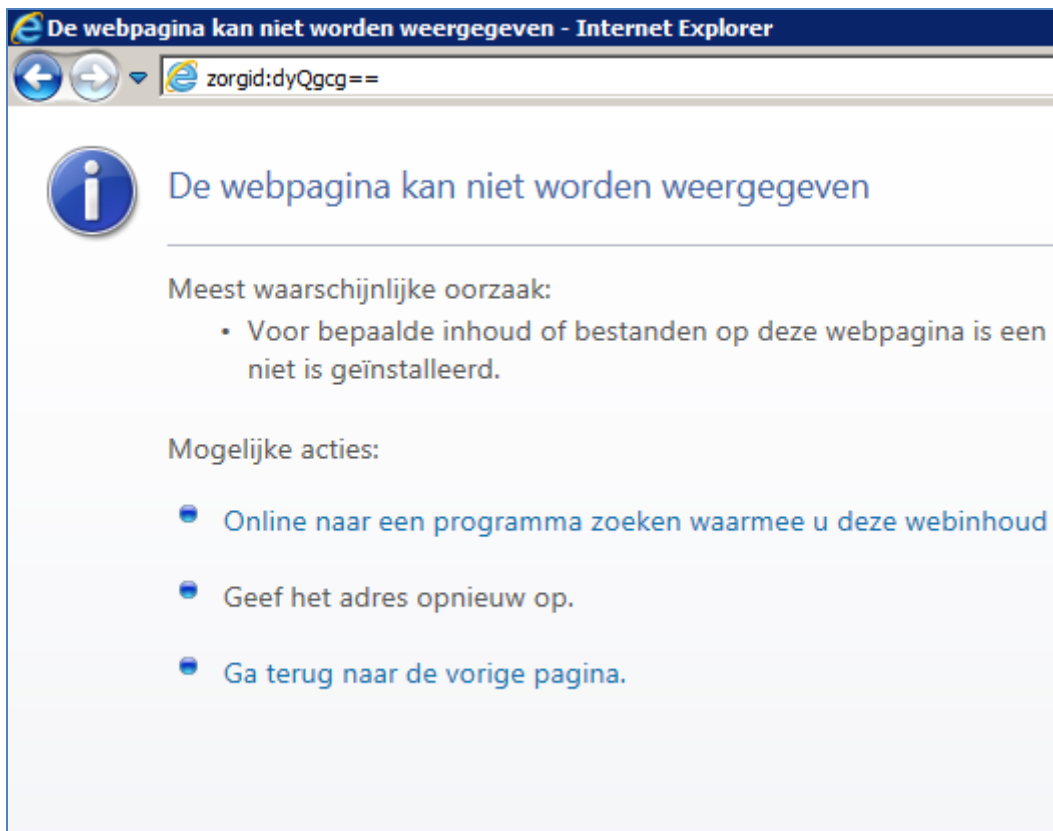 De webpagina kan niet worden weergegeven - Internet Explorer
zorgid:dyQgcg==
De webpagina kan niet worden weergegeven
Meest waarschijnlijke oorzaak:
• Voor bepaalde inhoud of bestanden op deze webpagina is een
niet is geïnstalleerd.
Mogelijke acties:
Online naar een programma zoeken waarmee u deze webinhoud
Geef het adres opnieuw op.
Ga terug naar de vorige pagina.